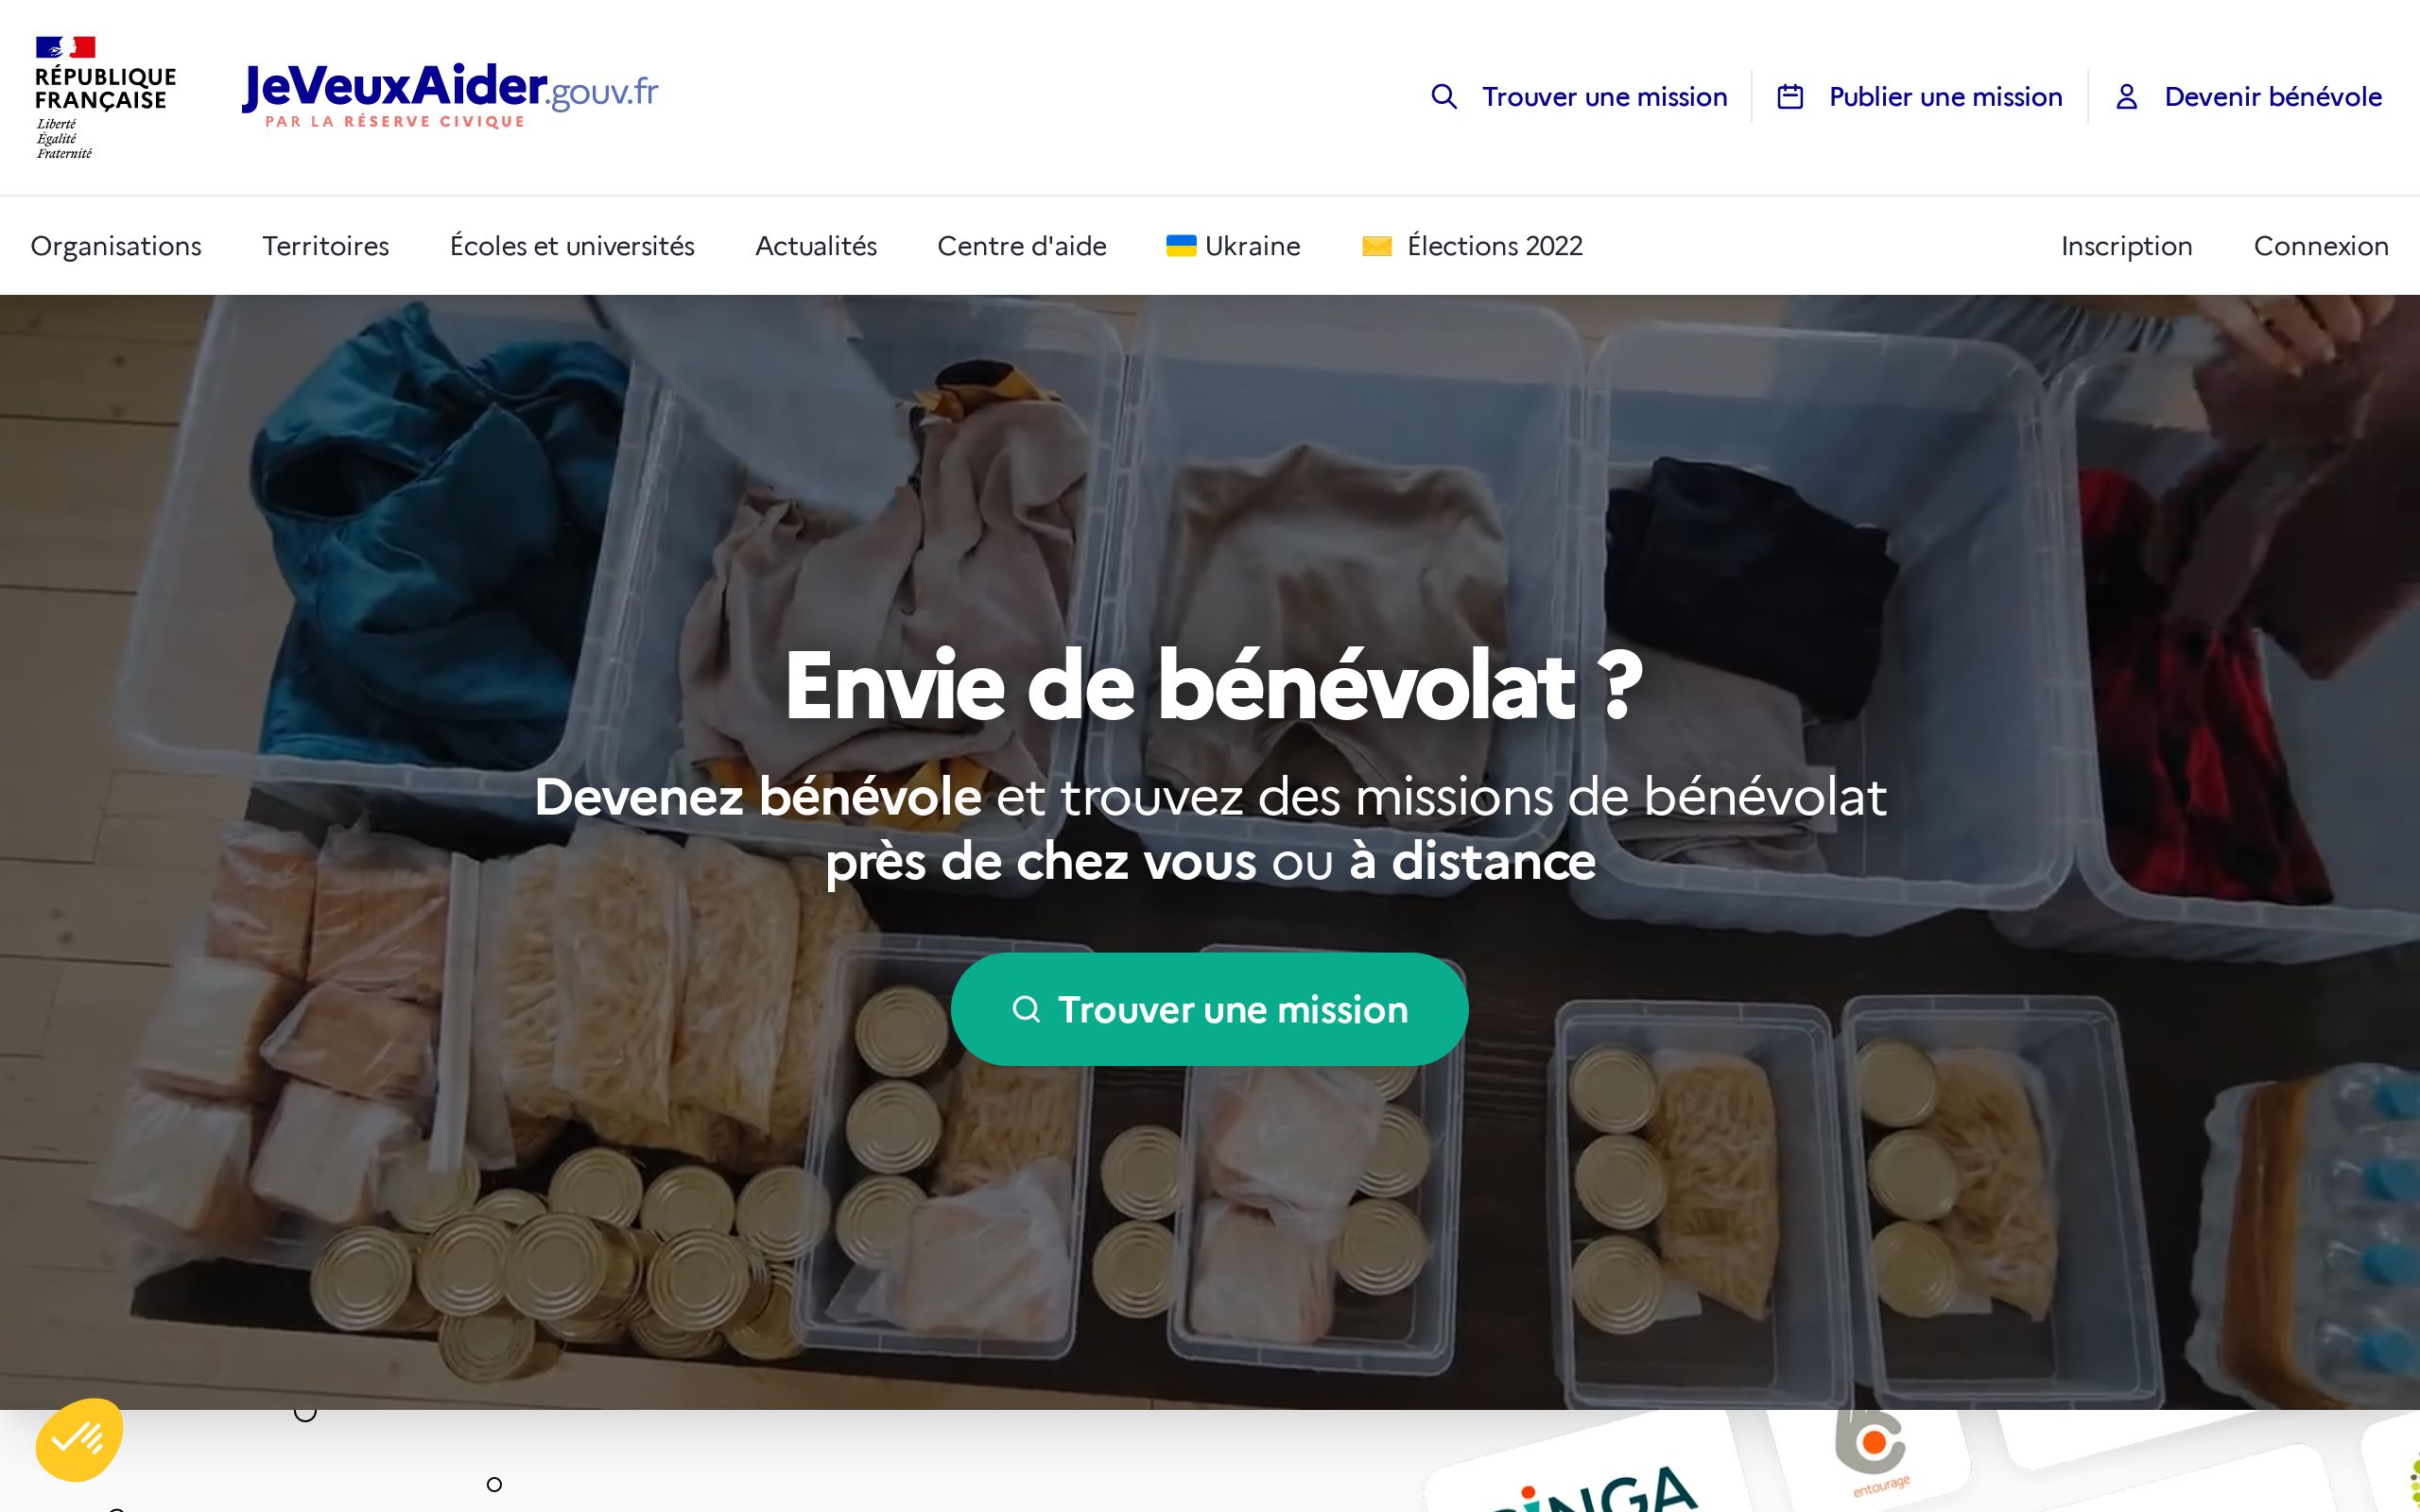 RÉPUBLIQUE
FRANÇAISE
Liberté
Égalité
Fraternité
JeVeuxAider.gouv.fr
PAR LA RÉSERVE CIVIQUE
Trouver une mission
Publier une mission
Devenir bénévole
Organisations
Territoires
Écoles et universités
Actualités
Centre d'aide
Ukraine
Élections 2022
Inscription
Connexion
Envie de bénévolat ?
Devenez bénévole et trouvez des missions de bénévolat
près de chez vous ou à distance
Trouver une mission
entourage